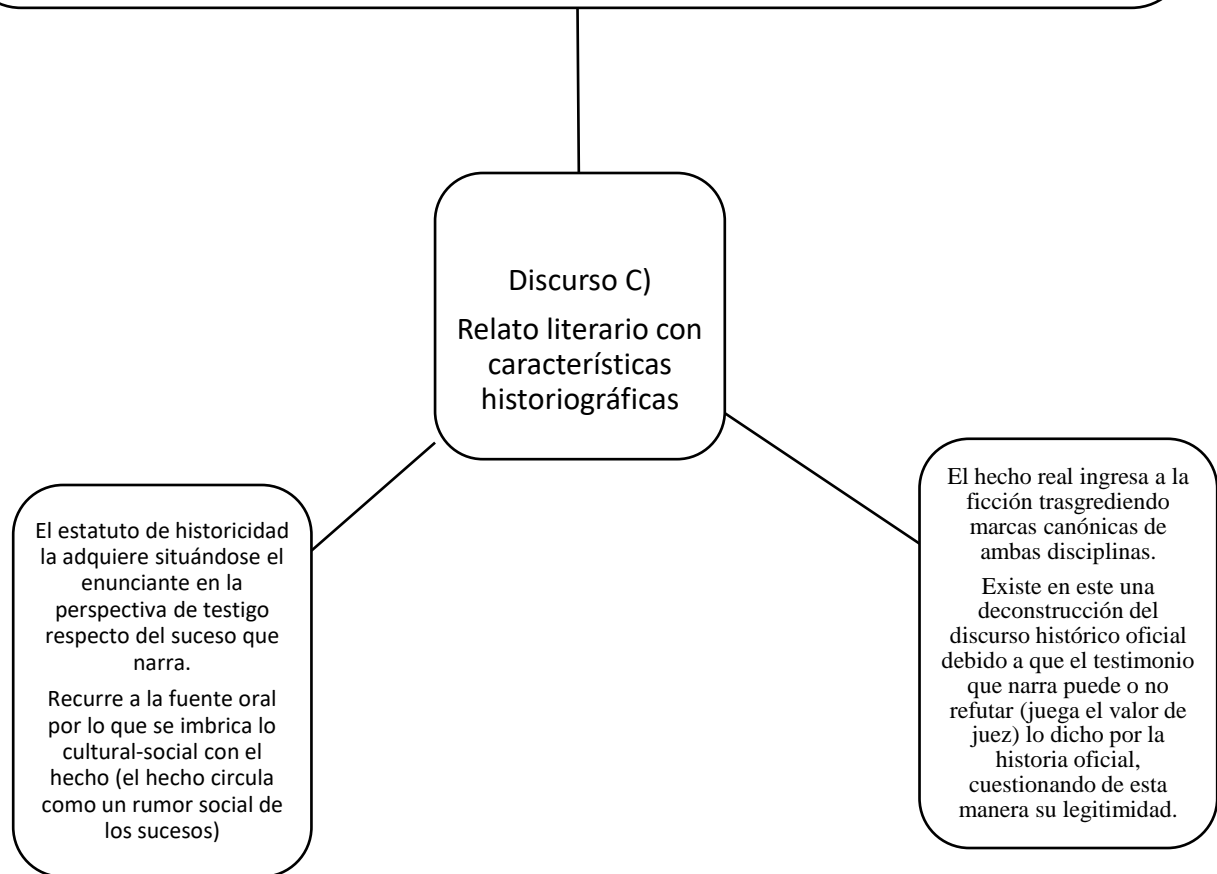 Discurso C)
Relato literario con
características
historiográficas
El estatuto de historicidad
la adquiere situándose el
enunciante en la
perspectiva de testigo
respecto del suceso que
narra.
Recurre a la fuente oral
por lo que se imbrica lo
cultural-social con el
hecho (el hecho circula
como un rumor social de
los sucesos)
El hecho real ingresa a la
ficción trasgrediendo
marcas canónicas de
ambas disciplinas.
Existe en este una
deconstrucción del
discurso histórico oficial
debido a que el testimonio
que narra puede o no
refutar (juega el valor de
juez) lo dicho por la
historia oficial,
cuestionando de esta
manera su legitimidad.